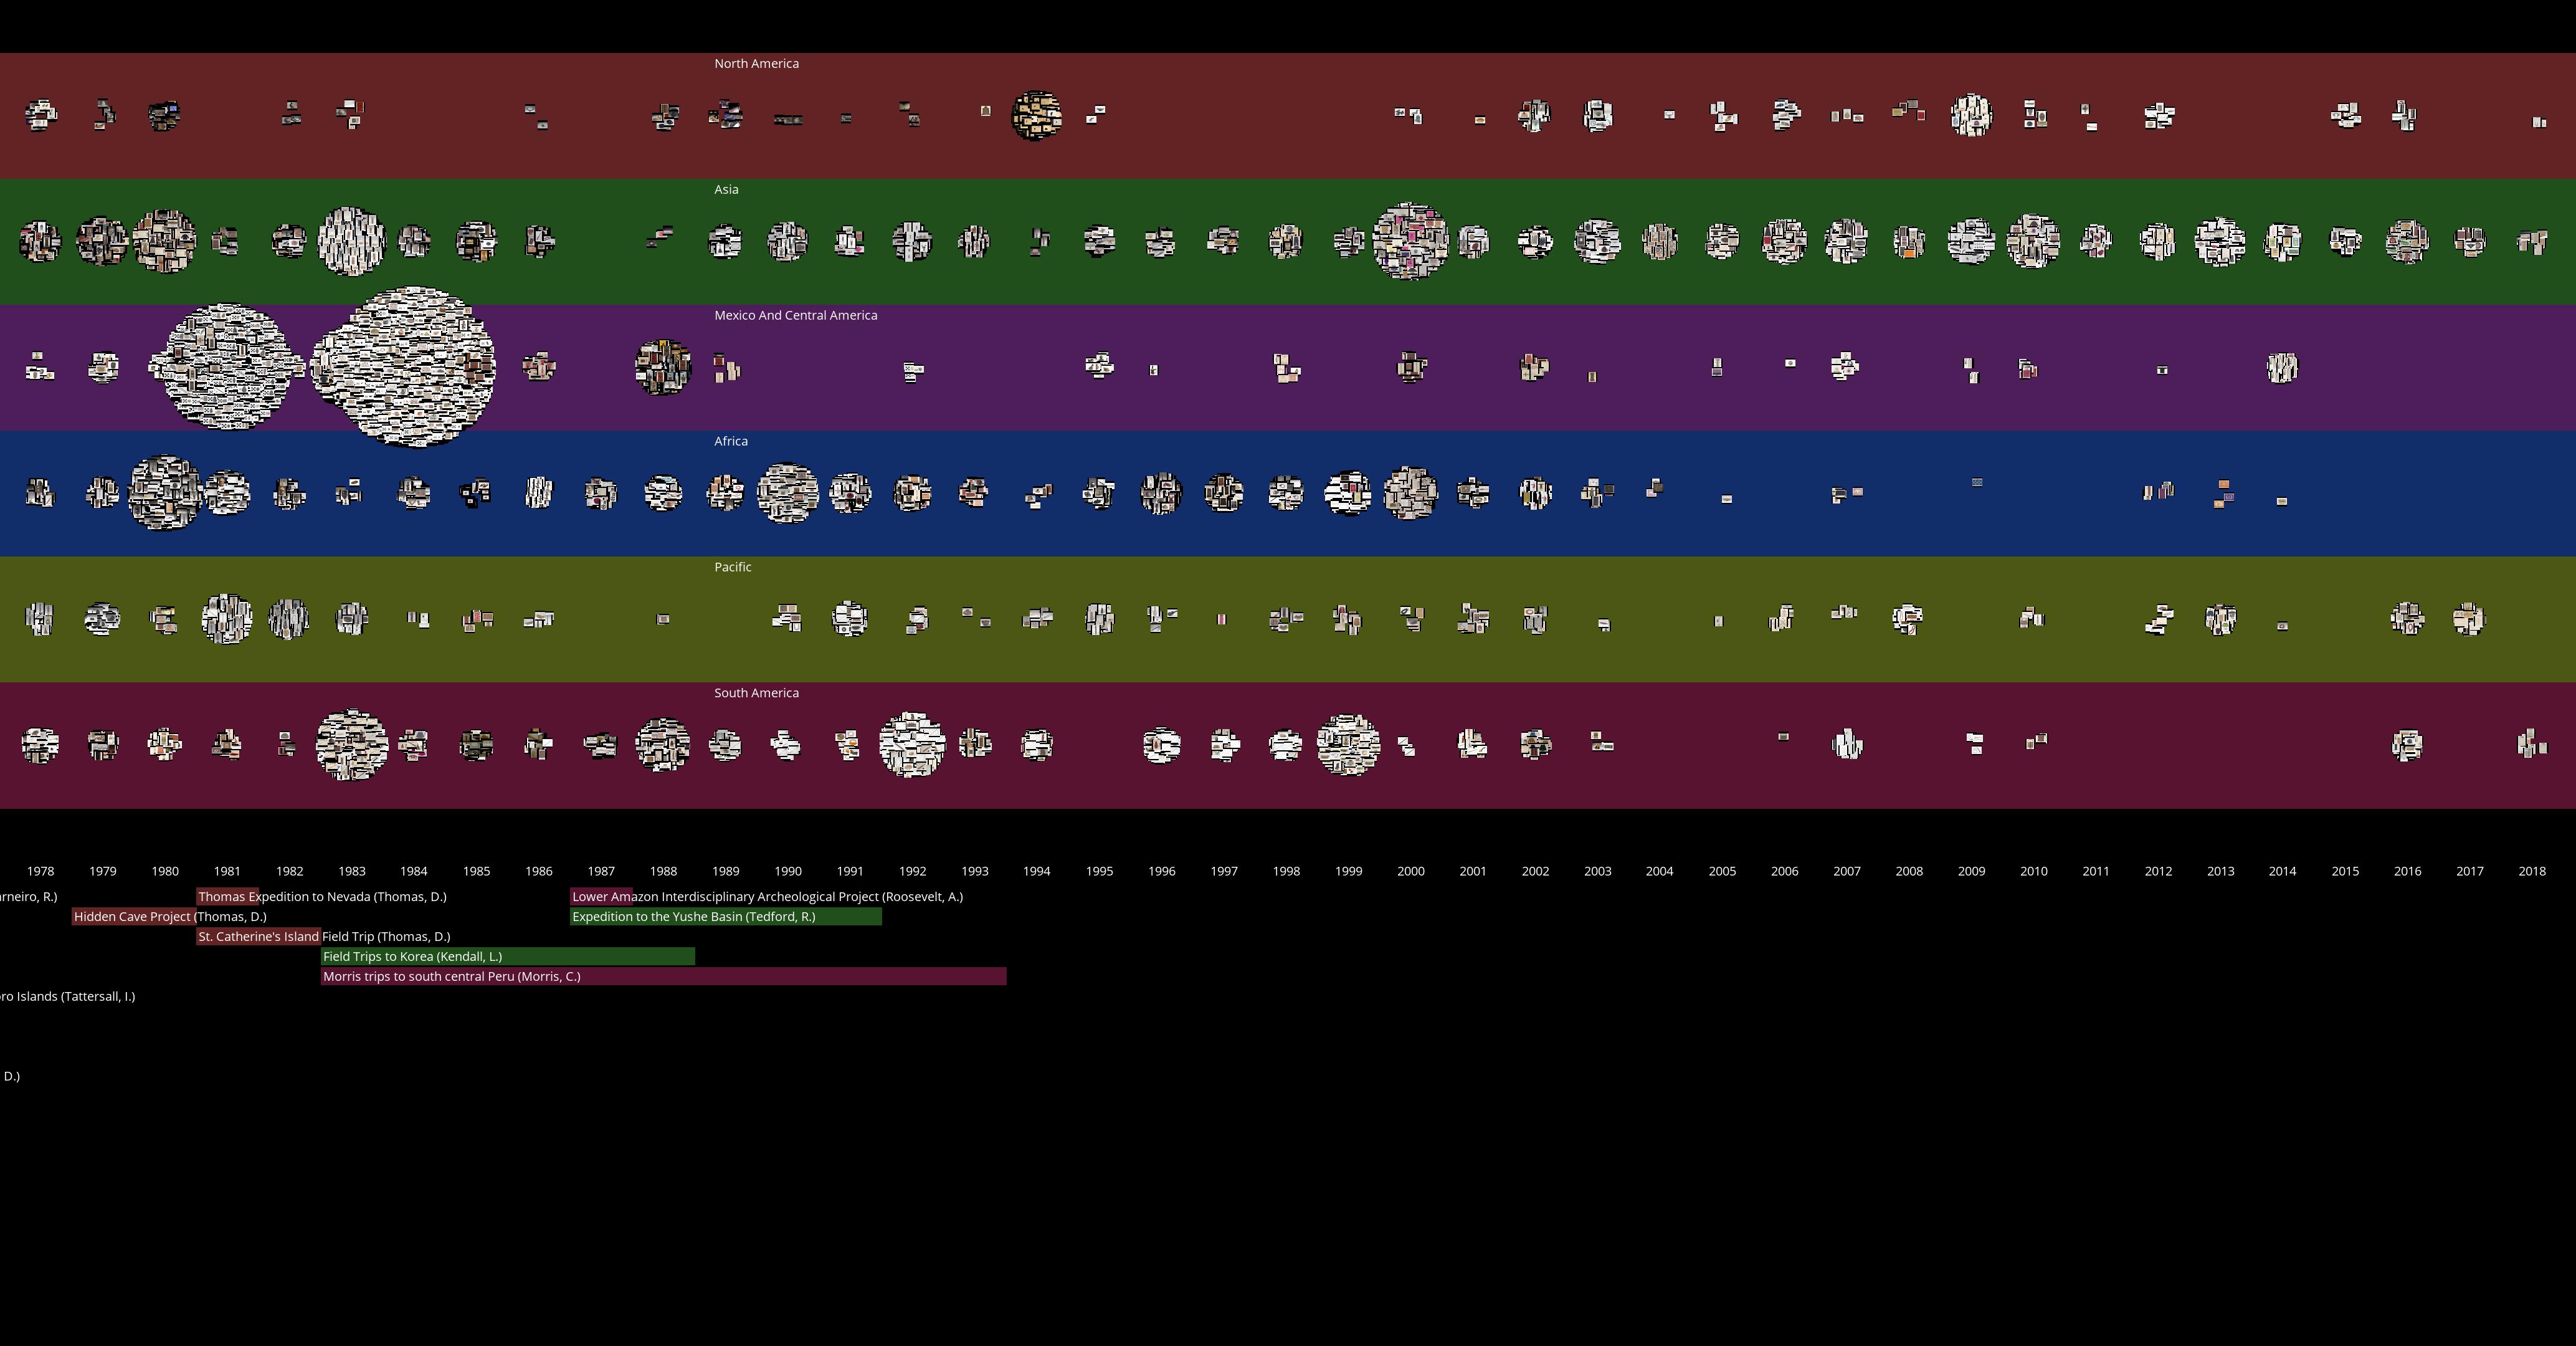 North America
Asia
Mexico And Central America
Africa
Pacific
South America
1978 1979 1980 1981 1982 1983 1984 1985 1986 1987 1988 1989 1990 1991 1992 1993 1994 1995 1996 1997 1998 1999 2000 2001 2002 2003 2004 2005 2006 2007 2008 2009 2010 2011 2012 2013 2014 2015 2016 2017 2018
rneiro, R.) Thomas Expedition to Nevada (Thomas, D.) Lower Amazon Interdisciplinary Archeological Project (Roosevelt, A.)
Hidden Cave Project (Thomas, D.) Expedition to the Yushe Basin (Tedford, R.)
St. Catherine's Island Field Trip (Thomas, D.)
Field Trips to Korea (Kendall, L.)
Morris trips to south central Peru (Morris, C.)
ro Islands (Tattersall, I.)
D.)